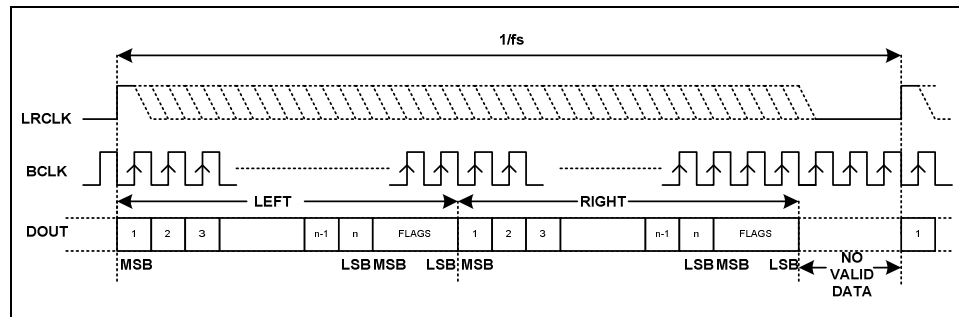 1/fs
LRCLK
BCLK
LEFT RIGHT
DOUT 1 2 3 n-1 n FLAGS 1 2 3 n-1 n FLAGS 1
MSB LSB MSB LSB MSB LSB MSB LSB
NO
VALID
DATA